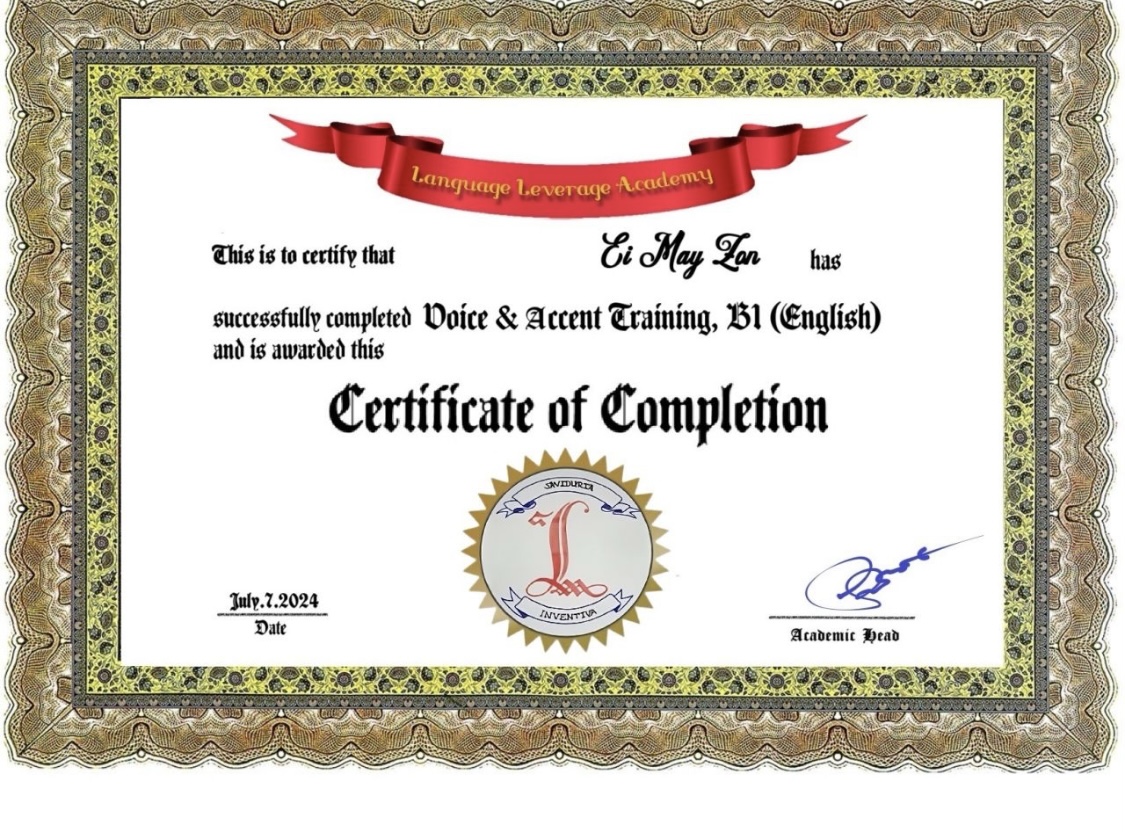 Language Leverage Academy
This is to certify that Ei May Zon has
successfully completed Voice & Accent Training, B1 (English)
and is awarded this
Certificate of Completion
SAVIDURIA
INVENTIVA
July.7.2024
Date
Academic Head